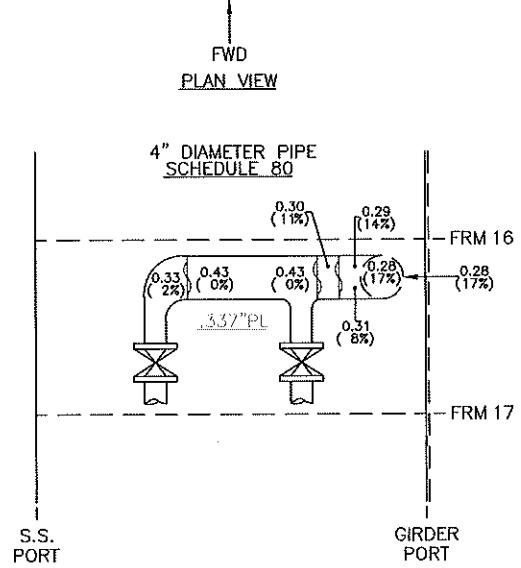 FWD
PLAN VIEW
4" DIAMETER PIPE
SCHEDULE 80
0.30
(11%)
0.29
(14%)
FRM 16
0.33
( 2%)
0.43
( 0%)
0.43
( 0%)
0.28
(17%)
0.28
(17%)
0.31
( 8%)
.337"PL
FRM 17
S.S.
PORT
GIRDER
PORT